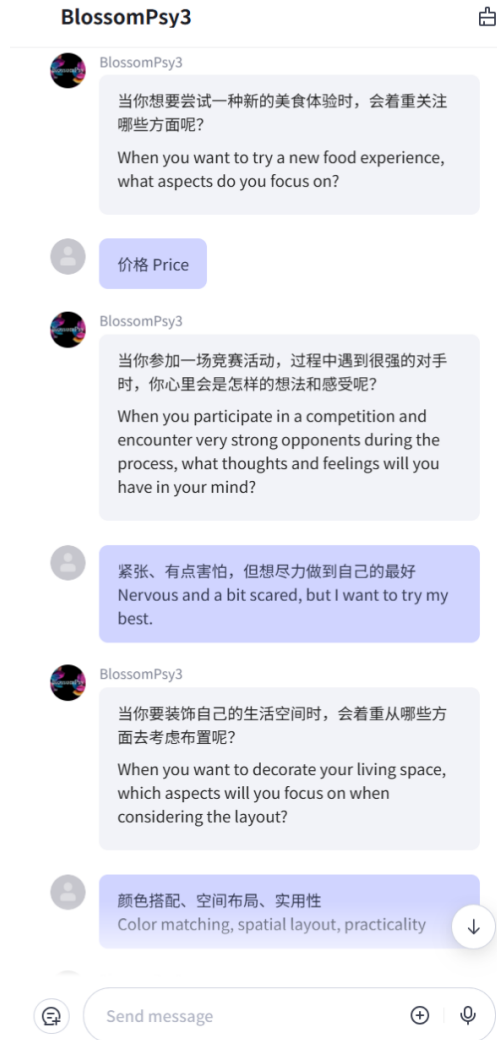 BlossomPsy3
BlossomPsy3
当你想要尝试一种新的美食体验时，会着重关注
哪些方面呢？
When you want to try a new food experience,
what aspects do you focus on?
价格 Price
BlossomPsy3
当你参加一场竞赛活动，过程中遇到很强的对手
时，你心里会是怎样的想法和感受呢？
When you participate in a competition and
encounter very strong opponents during the
process, what thoughts and feelings will you
have in your mind?
紧张、有点害怕，但想尽力做到自己的最好
Nervous and a bit scared, but I want to try my
best.
BlossomPsy3
当你要装饰自己的生活空间时，会着重从哪些方
面去考虑布置呢？
When you want to decorate your living space,
which aspects will you focus on when
considering the layout?
颜色搭配、空间布局、实用性
Color matching, spatial layout, practicality
Send message